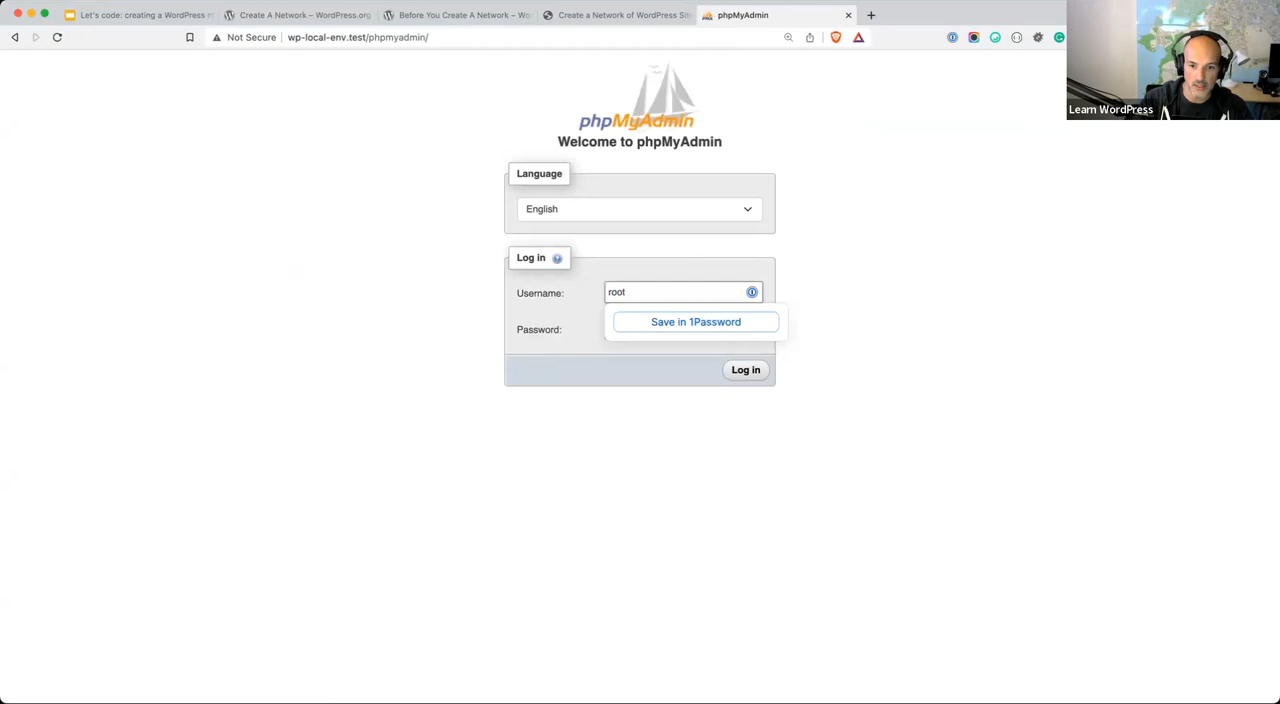 Let's code: creating a WordPress m
Create A Network – WordPress.org
Before You Create A Network – Wo
Create a Network of WordPress Sit
phpMyAdmin
Not Secure
wp-local-env.test/phpmyadmin/
Learn WordPress
phpMyAdmin
Welcome to phpMyAdmin
Language
English
Log in
Username:
root
Save in 1Password
Password:
Log in